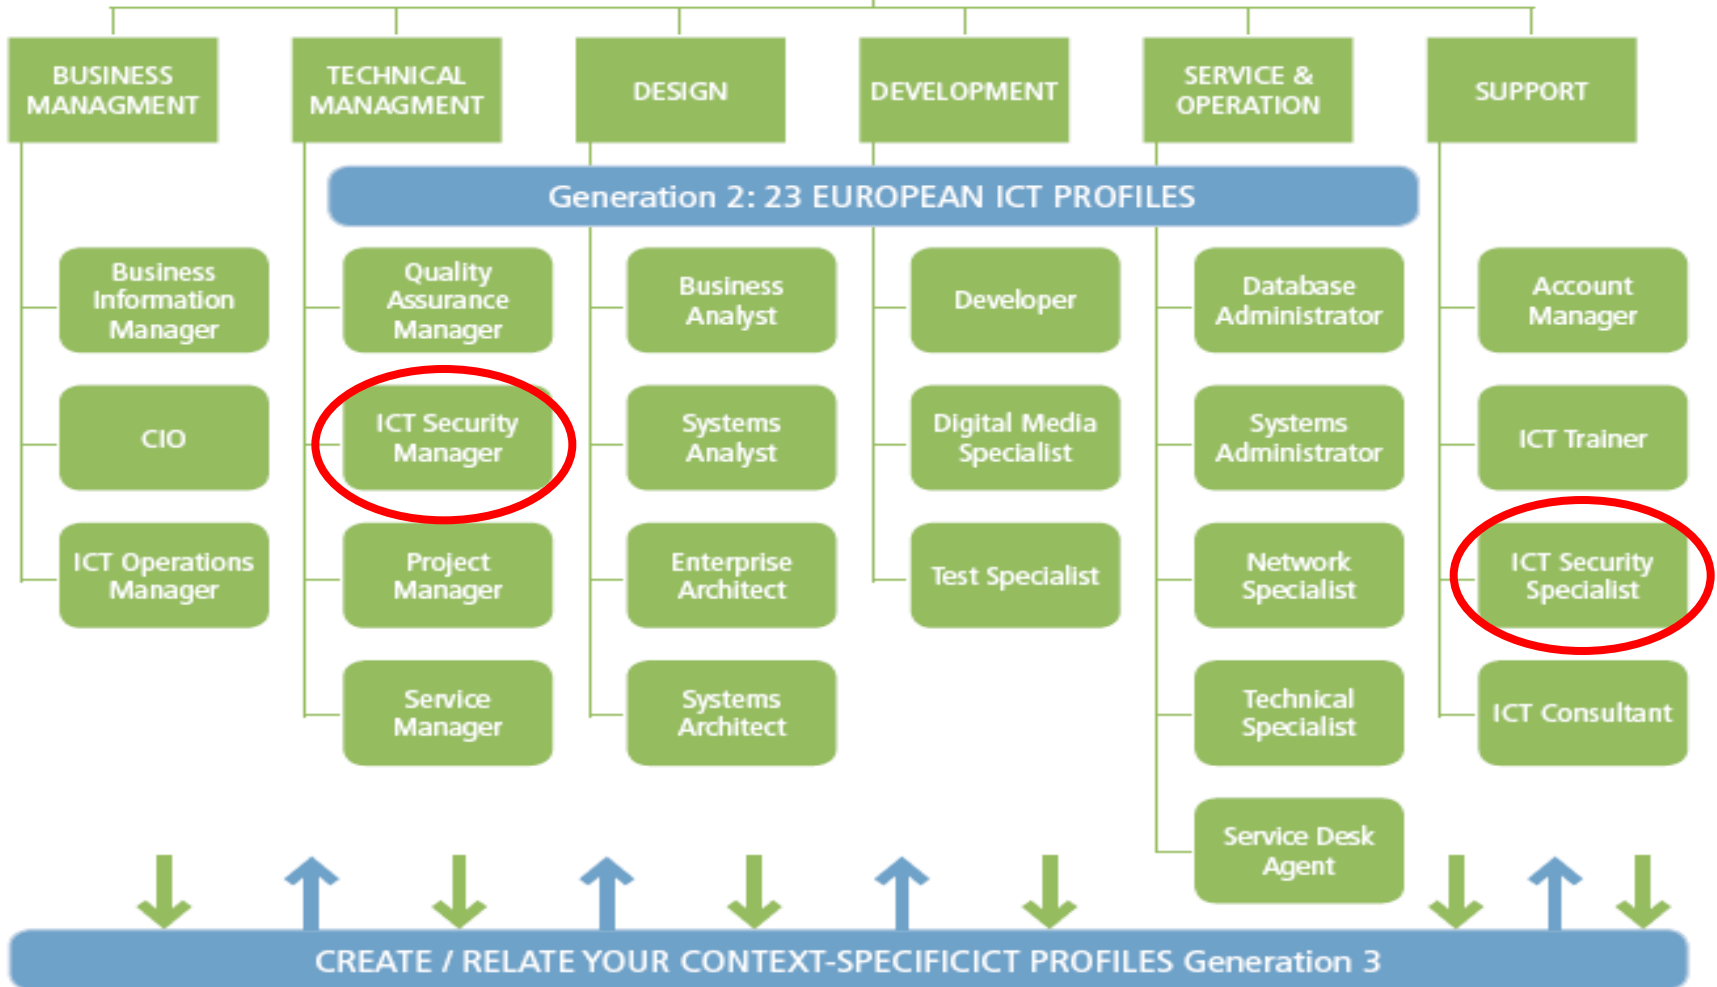 BUSINESS
MANAGMENT
TECHNICAL
MANAGMENT
DESIGN
DEVELOPMENT
SERVICE &
OPERATION
SUPPORT
Generation 2: 23 EUROPEAN ICT PROFILES
Business
Information
Manager
CIO
ICT Operations
Manager
Quality
Assurance
Manager
ICT Security
Manager
Project
Manager
Service
Manager
Business
Analyst
Systems
Analyst
Enterprise
Architect
Systems
Architect
Developer
Digital Media
Specialist
Test Specialist
Database
Administrator
Systems
Administrator
Network
Specialist
Technical
Specialist
Service Desk
Agent
Account
Manager
ICT Trainer
ICT Security
Specialist
ICT Consultant
CREATE / RELATE YOUR CONTEXT-SPECIFICICT PROFILES Generation 3